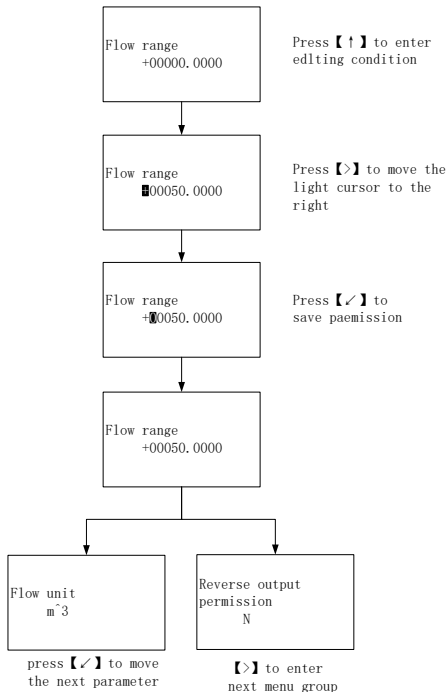 Flow range
+00000.0000
Press【↑】to enter
edlting condition
Flow range
+00050.0000
Press【>】to move the
light cursor to the
right
Flow range
+00050.0000
Press【↙】to
save paemission
Flow range
+00050.0000
Flow unit
m^3
Reverse output
permission
N
press【↙】to move
the next parameter
【>】to enter
next menu group